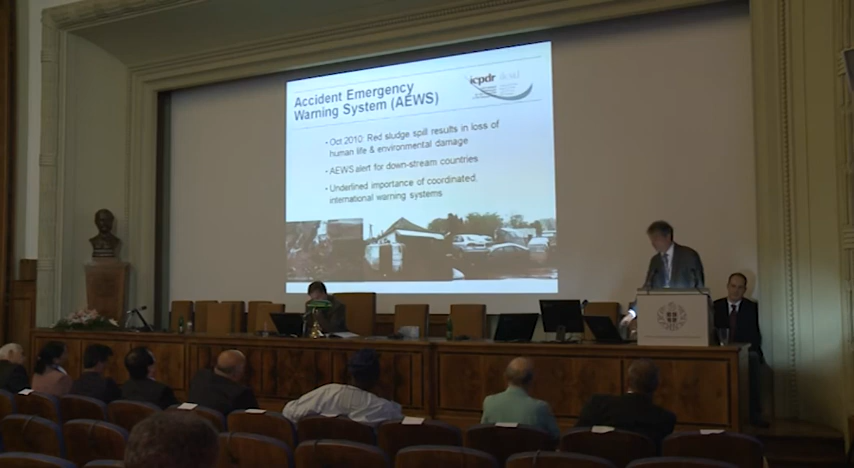 Accident Emergency
Warning System (AEWS)
icpdr iksd
• Oct 2010: Red sludge spill results in loss of
human life & environmental damage
• AEWS alert for down-stream countries
• Underlined importance of coordinated,
international warning systems